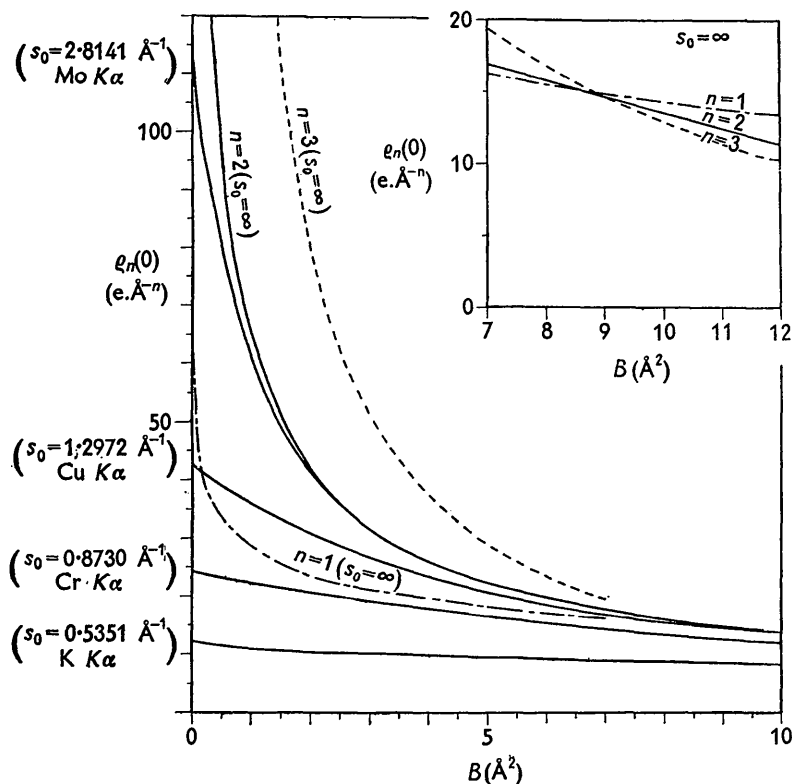 (s₀=2·8141 Å⁻¹)
Mo Kα
100
ϱn(0)
(e.Å⁻ⁿ)
50
(s₀=1,2972 Å⁻¹)
Cu Kα
(s₀=0·8730 Å⁻¹)
Cr·Kα
(s₀=0·5351 Å⁻¹)
K Kα
n=2(s₀=∞)
n=3(s₀=∞)
n=1(s₀=∞)
0
5
10
B(Å²)
20
s₀=∞
n=1
n=2
n=3
ϱn(0)
(e.Å⁻ⁿ)
10
0
7
8
9
10
11
12
B(Å²)